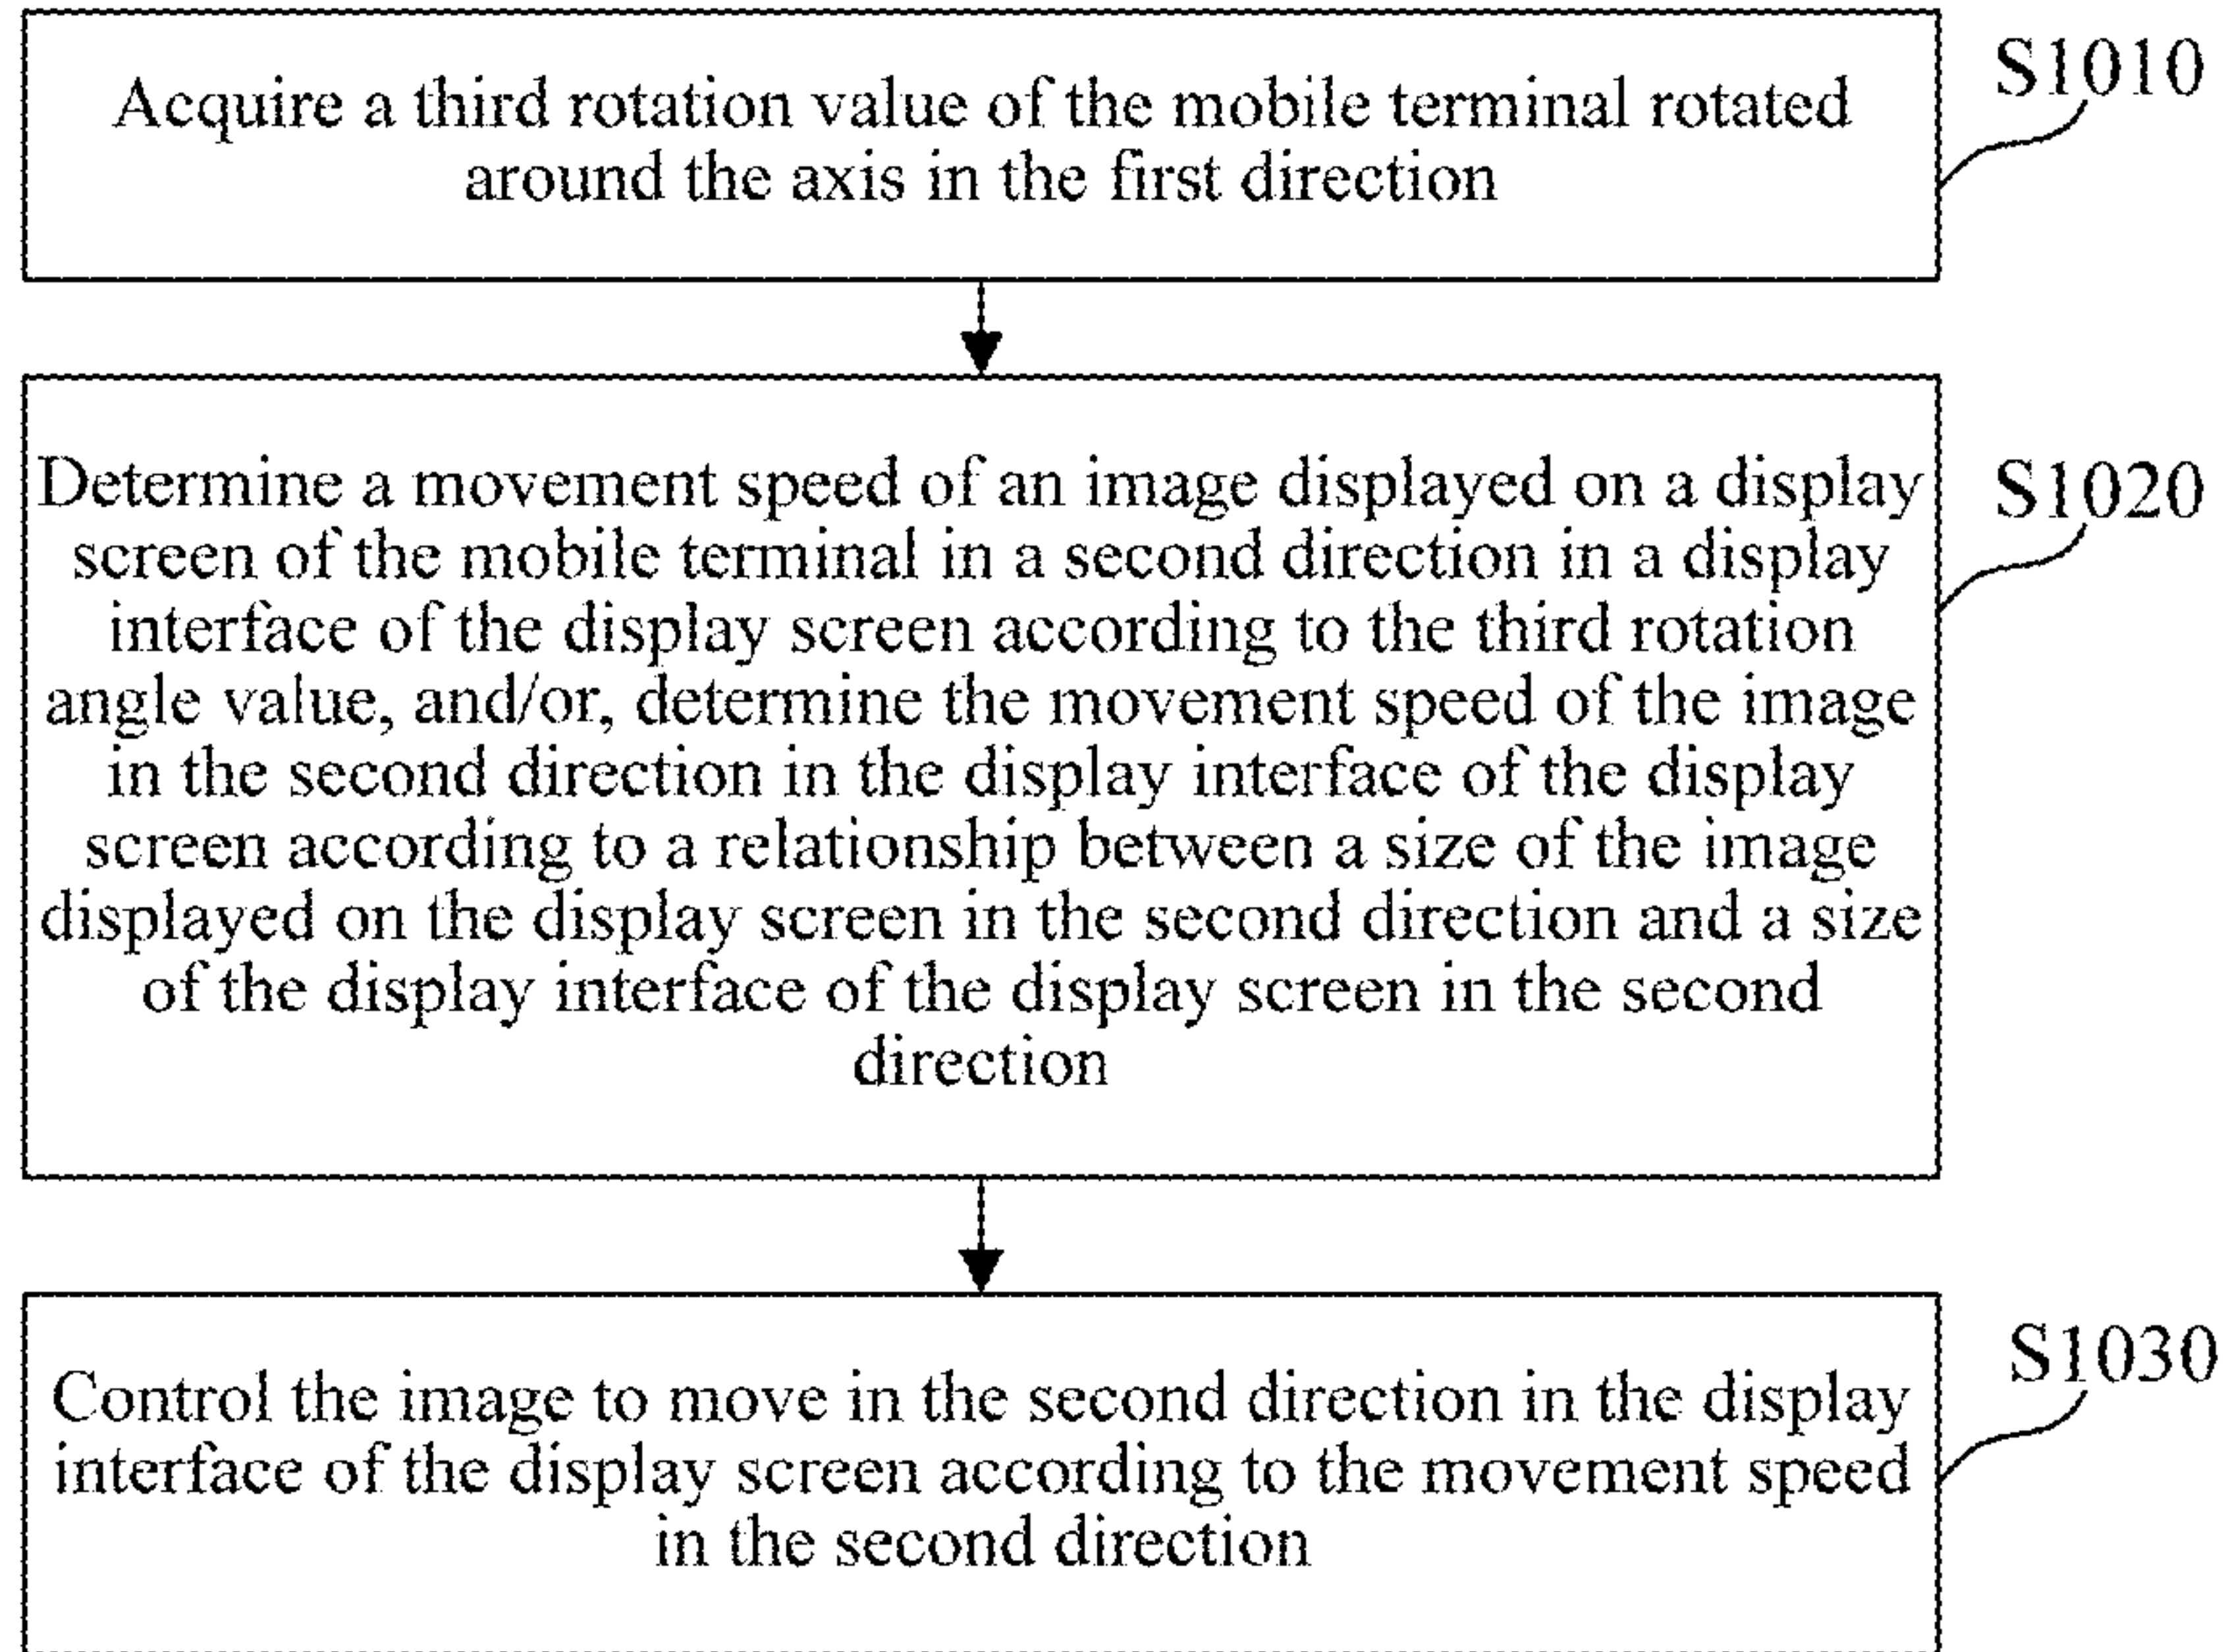 Acquire a third rotation value of the mobile terminal rotated
around the axis in the first direction
S1010
Determine a movement speed of an image displayed on a display
screen of the mobile terminal in a second direction in a display
interface of the display screen according to the third rotation
angle value, and/or, determine the movement speed of the image
in the second direction in the display interface of the display
screen according to a relationship between a size of the image
displayed on the display screen in the second direction and a size
of the display interface of the display screen in the second
direction
S1020
Control the image to move in the second direction in the display
interface of the display screen according to the movement speed
in the second direction
S1030